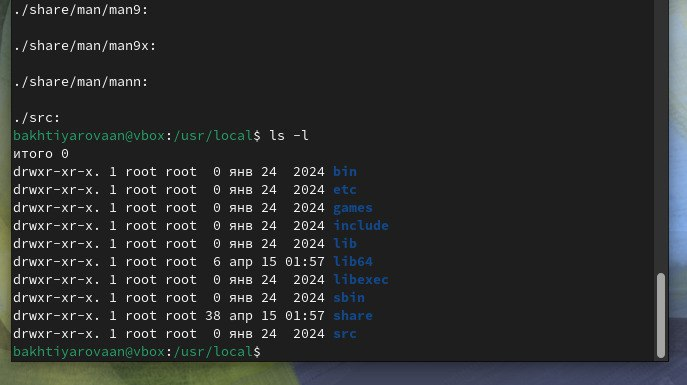 ./share/man/man9:
./share/man/man9x:
./share/man/mann:
./src:
bakhtiyarovaan@vbox:/usr/local$ ls -l
итого 0
drwxr-xr-x. 1 root root  0 янв 24  2024 bin
drwxr-xr-x. 1 root root  0 янв 24  2024 etc
drwxr-xr-x. 1 root root  0 янв 24  2024 games
drwxr-xr-x. 1 root root  0 янв 24  2024 include
drwxr-xr-x. 1 root root  0 янв 24  2024 lib
drwxr-xr-x. 1 root root  6 апр 15 01:57 lib64
drwxr-xr-x. 1 root root  0 янв 24  2024 libexec
drwxr-xr-x. 1 root root  0 янв 24  2024 sbin
drwxr-xr-x. 1 root root 38 апр 15 01:57 share
drwxr-xr-x. 1 root root  0 янв 24  2024 src
bakhtiyarovaan@vbox:/usr/local$